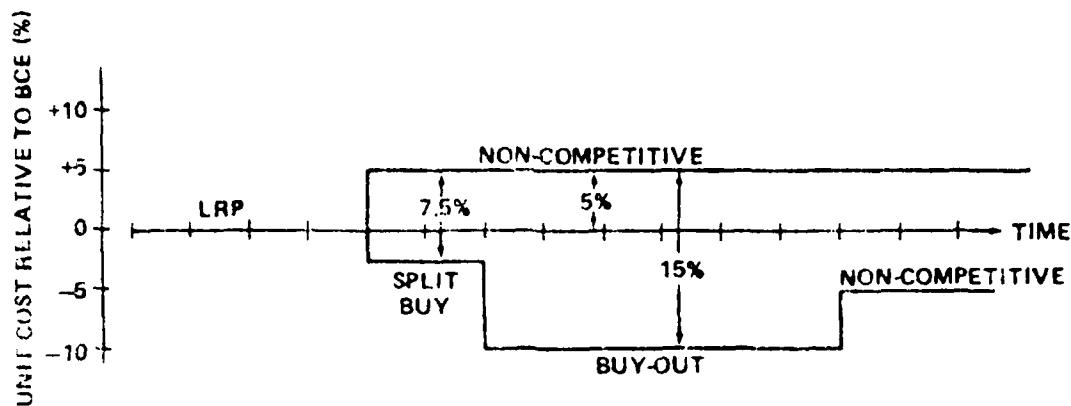 UNIT COST RELATIVE TO BCE (%)
+10
+5
0
-5
-10
NON-COMPETITIVE
LRP
7.5%
5%
TIME
15%
SPLIT
BUY
NON-COMPETITIVE
BUY-OUT